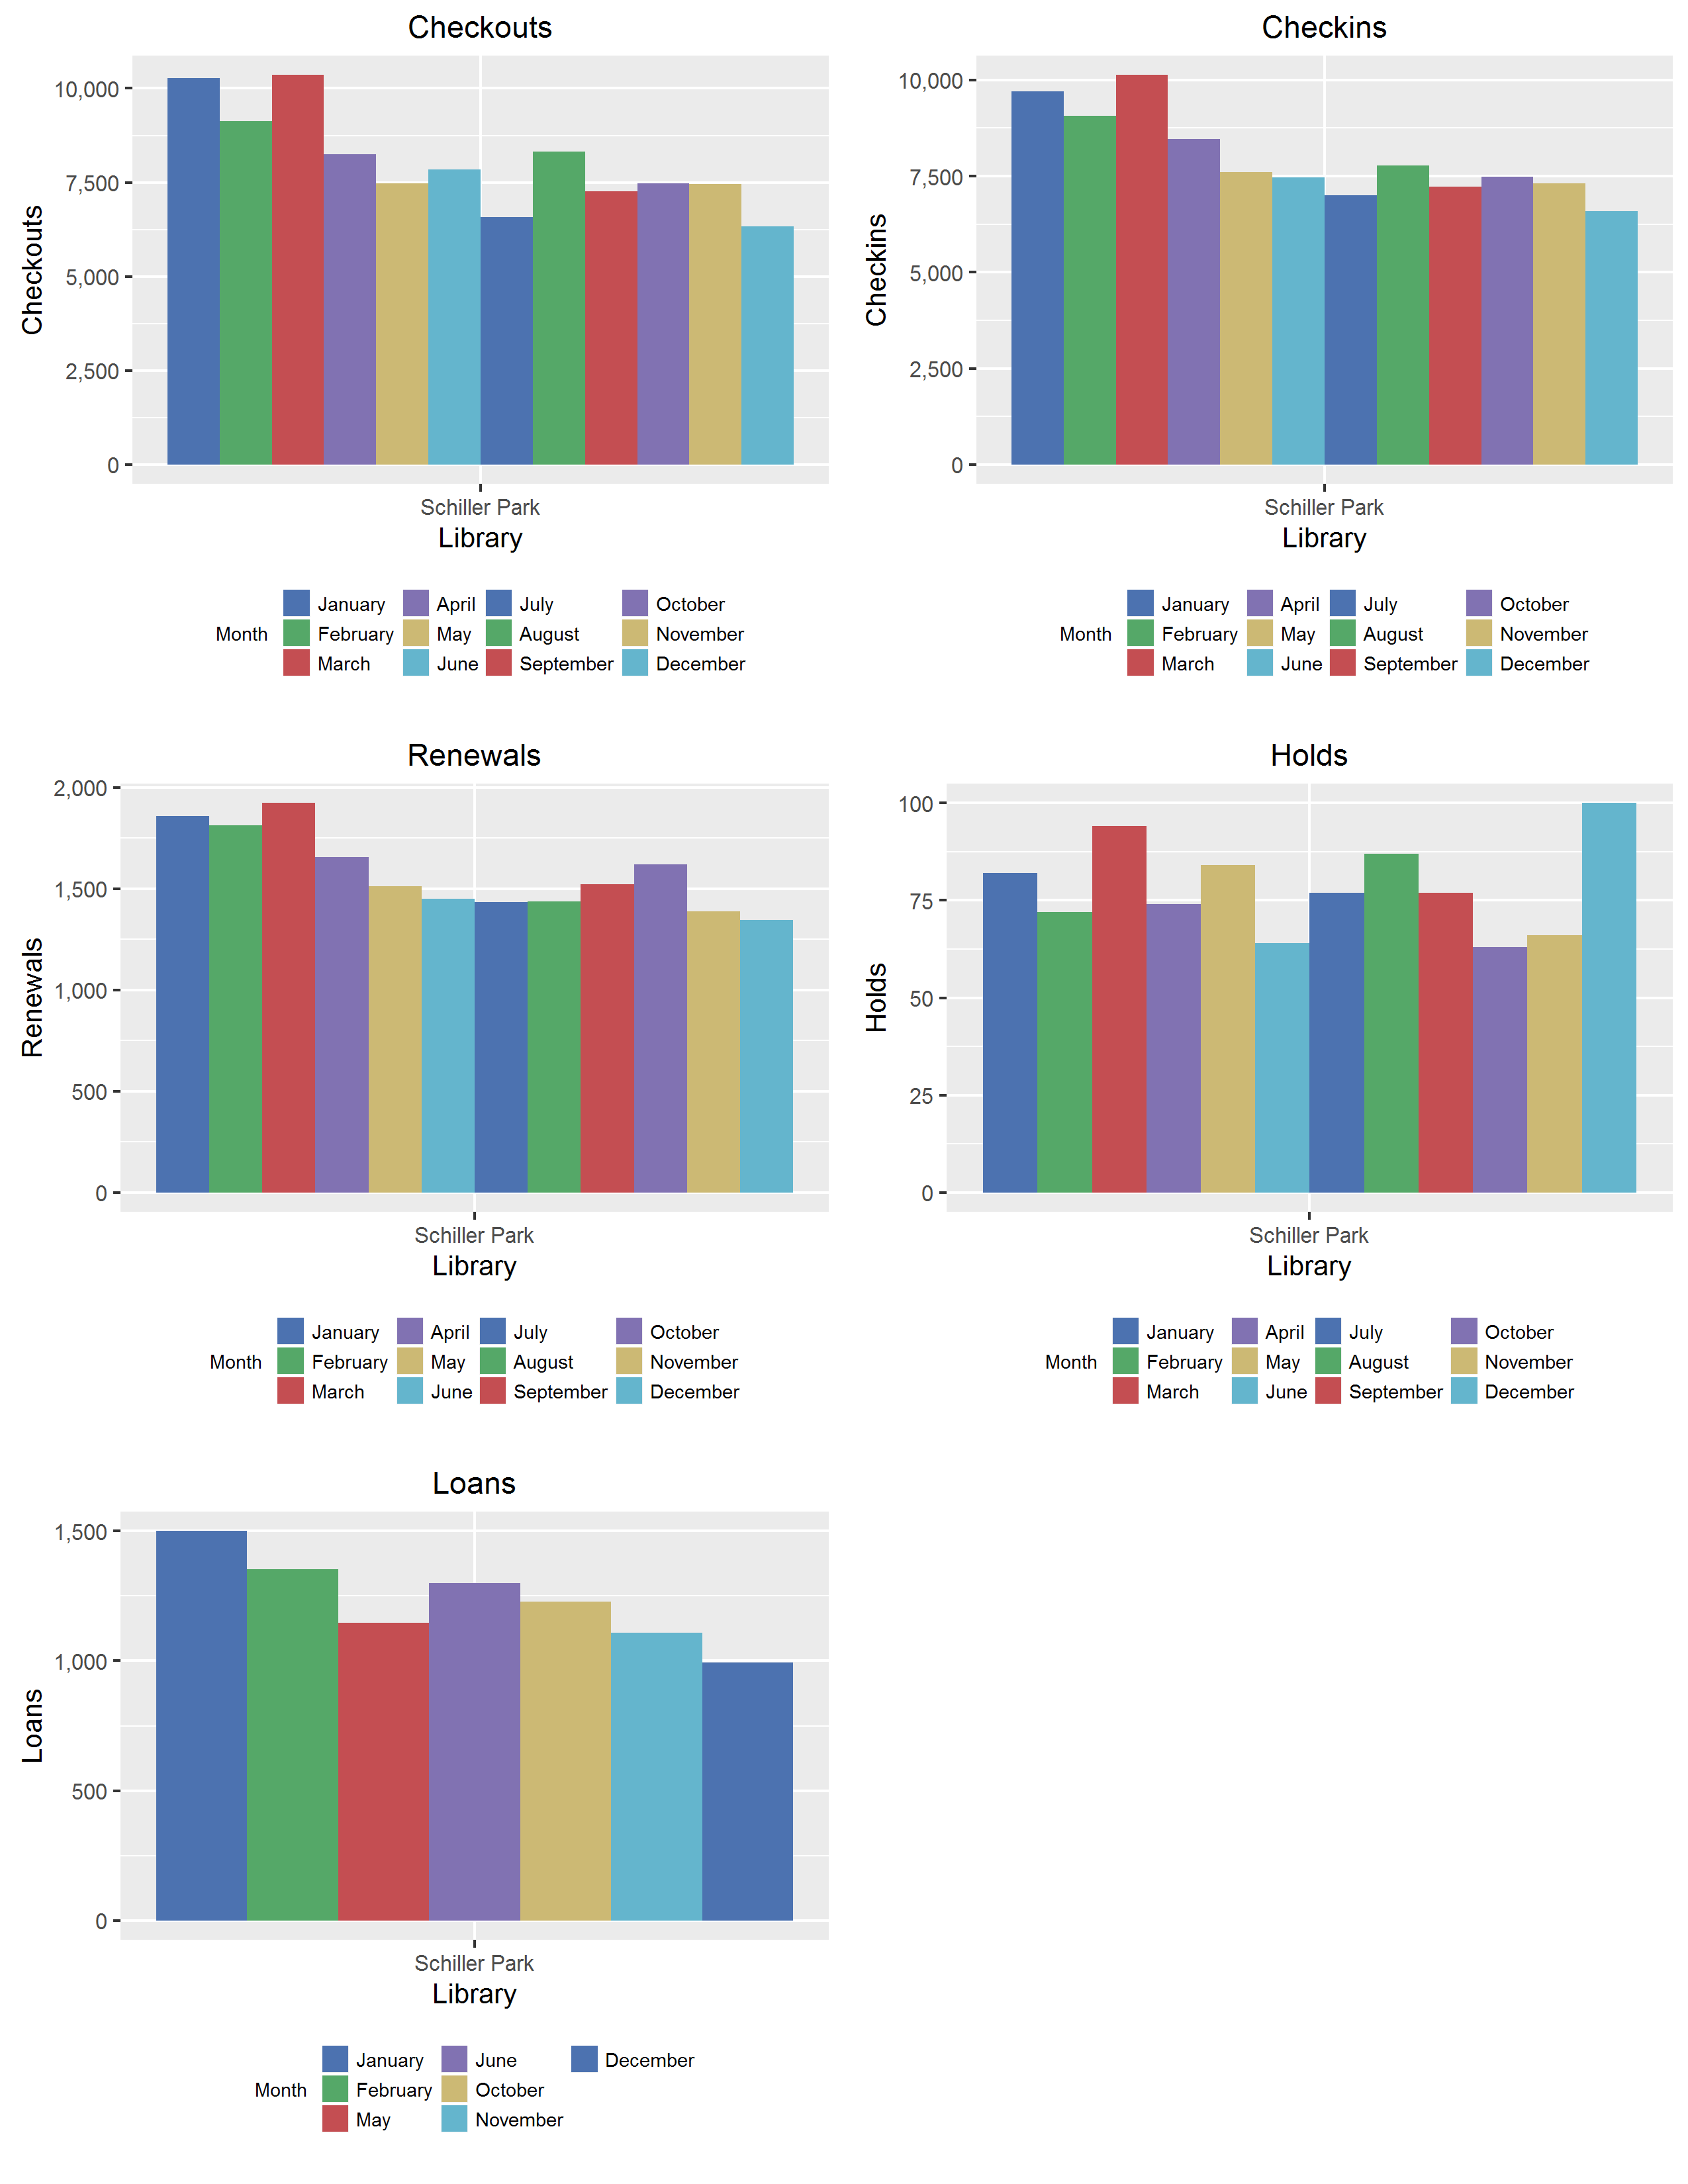 Checkouts
10,000
7,500
5,000
2,500
0
Checkouts
Schiller Park
Library
Month
January April July October
February May August November
March June September December
Checkins
10,000
7,500
5,000
2,500
0
Checkins
Schiller Park
Library
Month
January April July October
February May August November
March June September December
Renewals
2,000
1,500
1,000
500
0
Renewals
Schiller Park
Library
Month
January April July October
February May August November
March June September December
Holds
100
75
50
25
0
Holds
Schiller Park
Library
Month
January April July October
February May August November
March June September December
Loans
1,500
1,000
500
0
Loans
Schiller Park
Library
Month
January June December
February October
May November